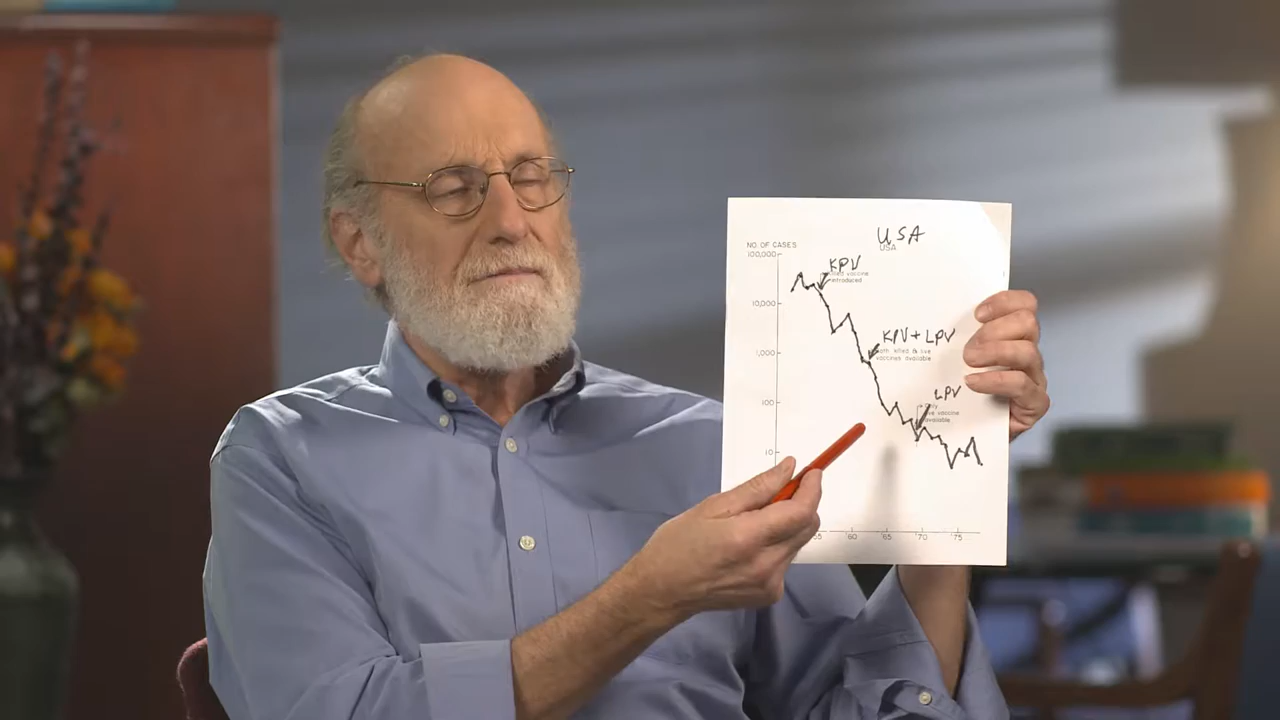 USA
USA
NO. OF CASES
100,000
KPV
Killed vaccine
introduced
10,000
KPV + LPV
Both killed & live
vaccines available
1,000
LPV
Only
live vaccine
available
100
10
'60 '65 '70 '75